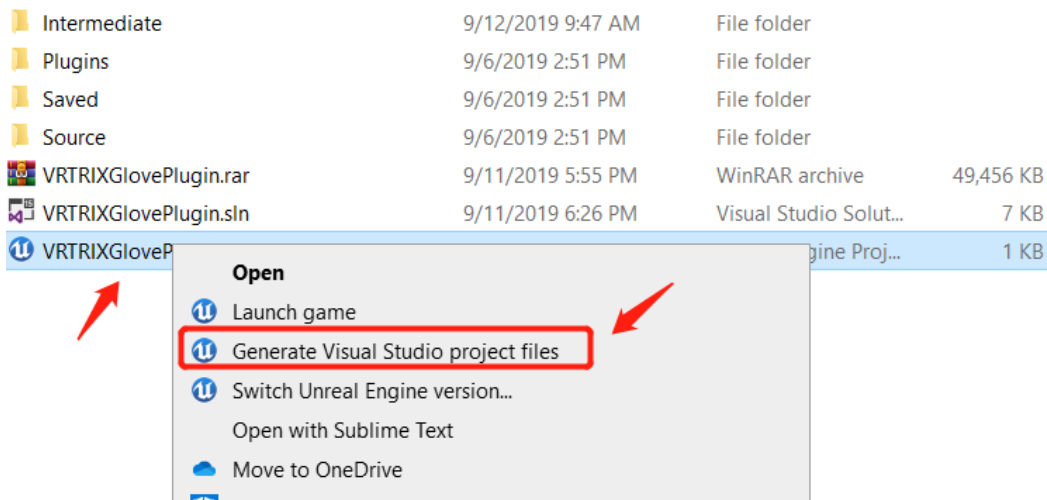 Intermediate 9/12/2019 9:47 AM File folder
Plugins 9/6/2019 2:51 PM File folder
Saved 9/6/2019 2:51 PM File folder
Source 9/6/2019 2:51 PM File folder
VRTRIXGlovePlugin.rar 9/11/2019 5:55 PM WinRAR archive 49,456 KB
VRTRIXGlovePlugin.sln 9/11/2019 6:26 PM Visual Studio Solut... 7 KB
VRTRIXGloveP gine Proj... 1 KB
Open
Launch game
Generate Visual Studio project files
Switch Unreal Engine version...
Open with Sublime Text
Move to OneDrive